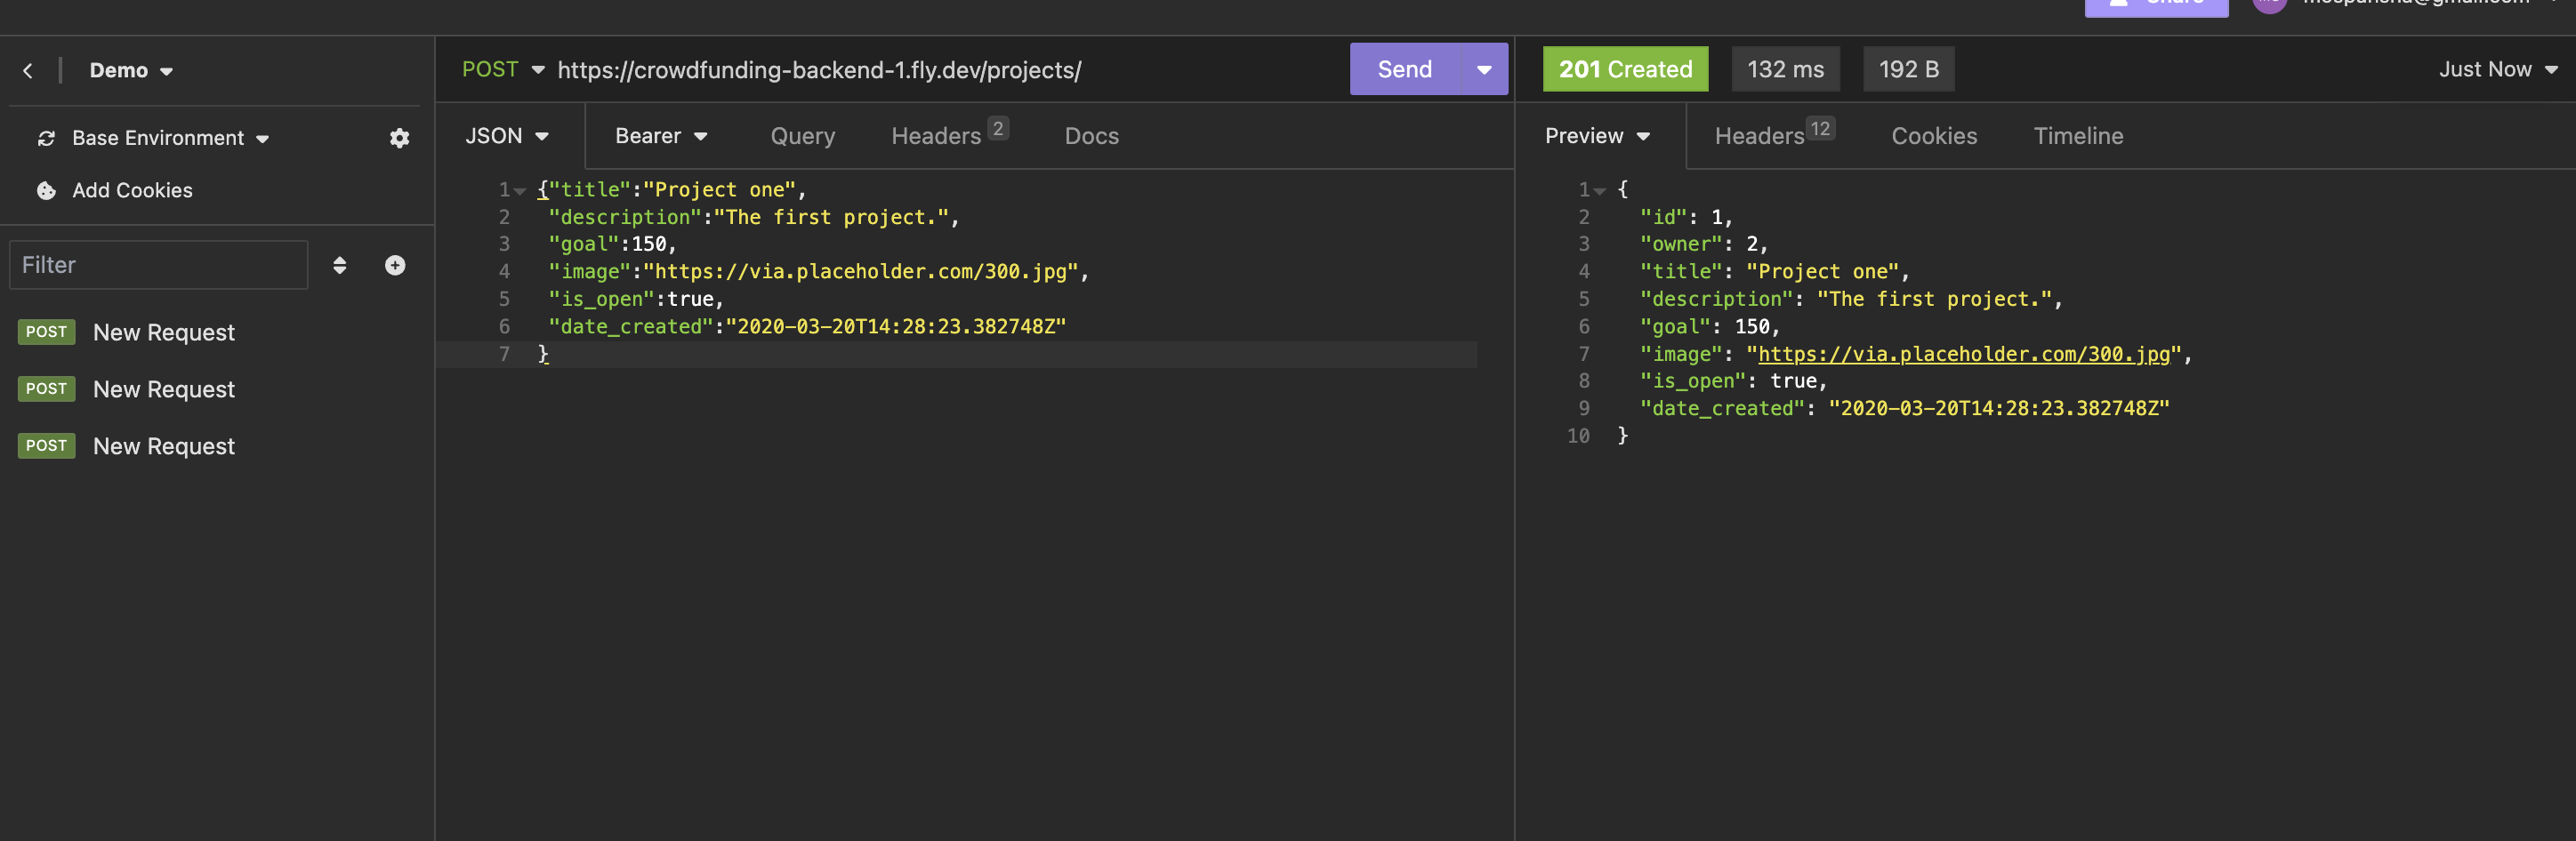 Demo
POST https://crowdfunding-backend-1.fly.dev/projects/
Send
201 Created 132 ms 192 B
Just Now
Base Environment
Add Cookies
Filter
POST New Request
POST New Request
POST New Request
JSON Bearer Query Headers 2 Docs
1 {"title":"Project one",
2 "description":"The first project.",
3 "goal":150,
4 "image":"https://via.placeholder.com/300.jpg",
5 "is_open":true,
6 "date_created":"2020-03-20T14:28:23.382748Z"
7 }
Preview Headers 12 Cookies Timeline
1 {
2 "id": 1,
3 "owner": 2,
4 "title": "Project one",
5 "description": "The first project.",
6 "goal": 150,
7 "image": "https://via.placeholder.com/300.jpg",
8 "is_open": true,
9 "date_created": "2020-03-20T14:28:23.382748Z"
10 }